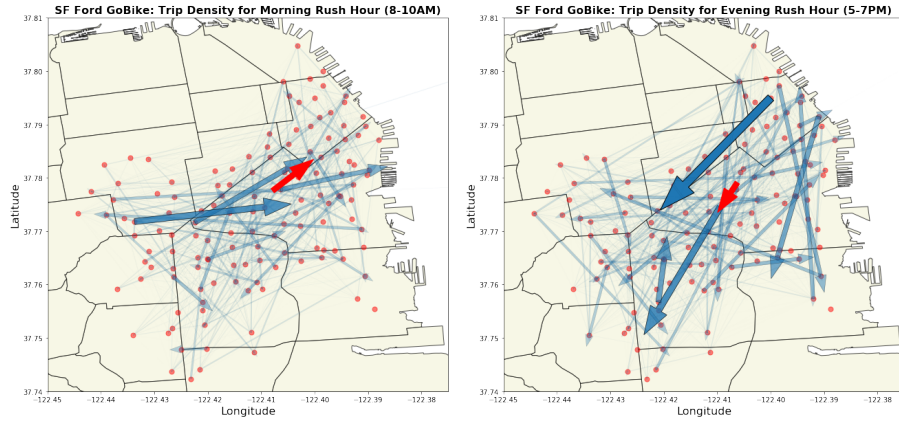 SF Ford GoBike: Trip Density for Morning Rush Hour (8-10AM)
37.81
37.80
37.79
37.78
37.77
37.76
37.75
37.74
Latitude
−122.45 −122.44 −122.43 −122.42 −122.41 −122.40 −122.39 −122.38
Longitude
SF Ford GoBike: Trip Density for Evening Rush Hour (5-7PM)
37.81
37.80
37.79
37.78
37.77
37.76
37.75
37.74
Latitude
−122.45 −122.44 −122.43 −122.42 −122.41 −122.40 −122.39 −122.38
Longitude